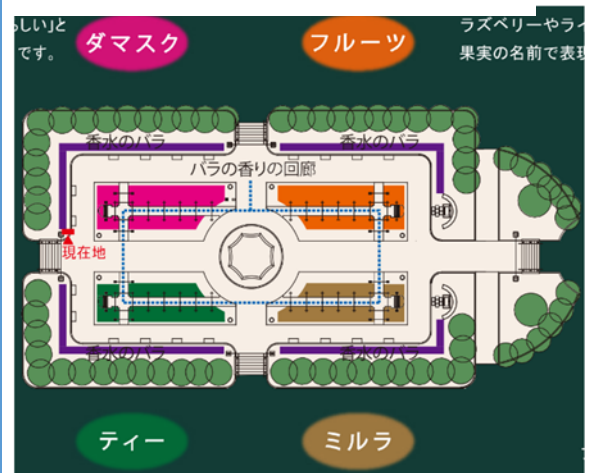 らしい」と
です。
ダマスク
フルーツ
ラズベリーやライ
果実の名前で表現
香水のバラ
香水のバラ
バラの香りの回廊
現在地
香水のバラ
香水のバラ
ティー
ミルラ